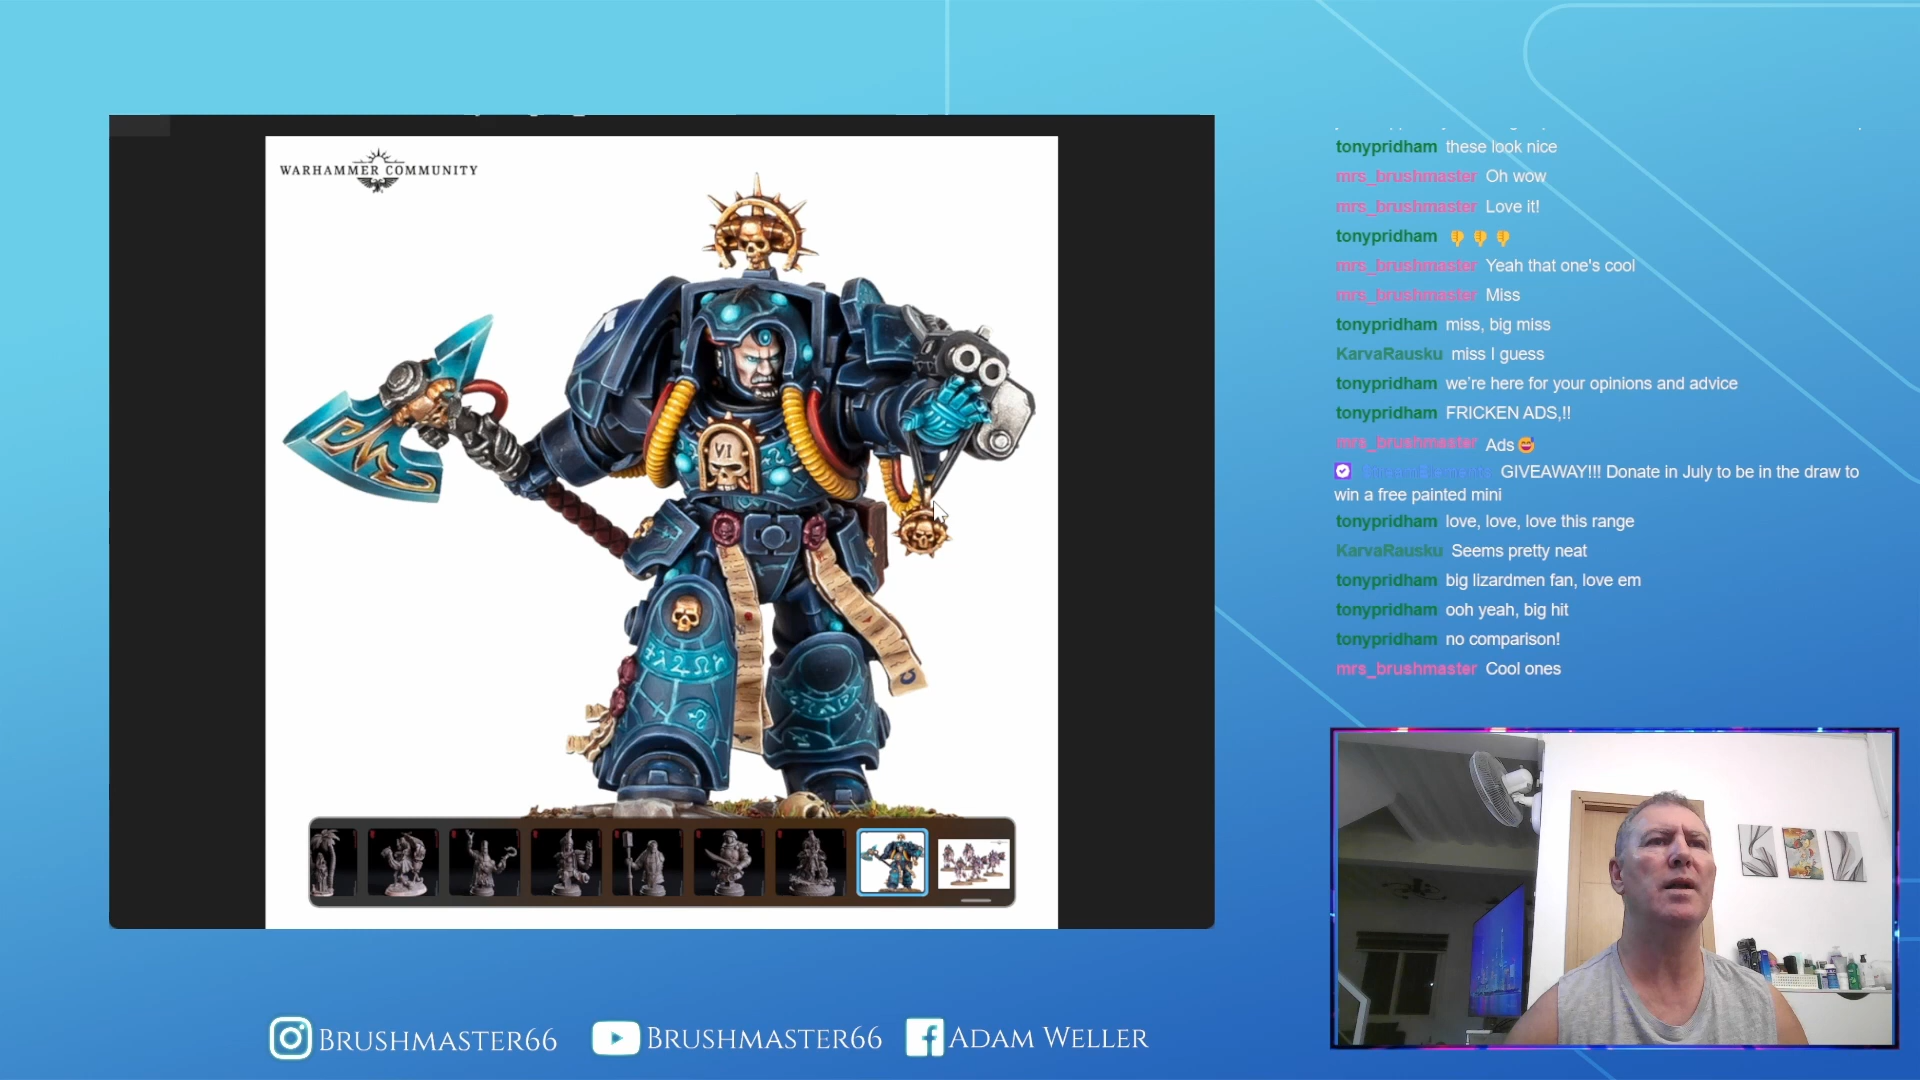 WARHAMMER COMMUNITY
VI
tonypridham these look nice
mrs_brushmaster Oh wow
mrs_brushmaster Love it!
tonypridham 👎 👎 👎
mrs_brushmaster Yeah that one's cool
mrs_brushmaster Miss
tonypridham miss, big miss
KarvaRausku miss I guess
tonypridham we're here for your opinions and advice
tonypridham FRICKEN ADS,!!
mrs_brushmaster Ads 😅
StreamElements GIVEAWAY!!! Donate in July to be in the draw to
win a free painted mini
tonypridham love, love, love this range
KarvaRausku Seems pretty neat
tonypridham big lizardmen fan, love em
tonypridham ooh yeah, big hit
tonypridham no comparison!
mrs_brushmaster Cool ones
BRUSHMASTER66
BRUSHMASTER66
ADAM WELLER